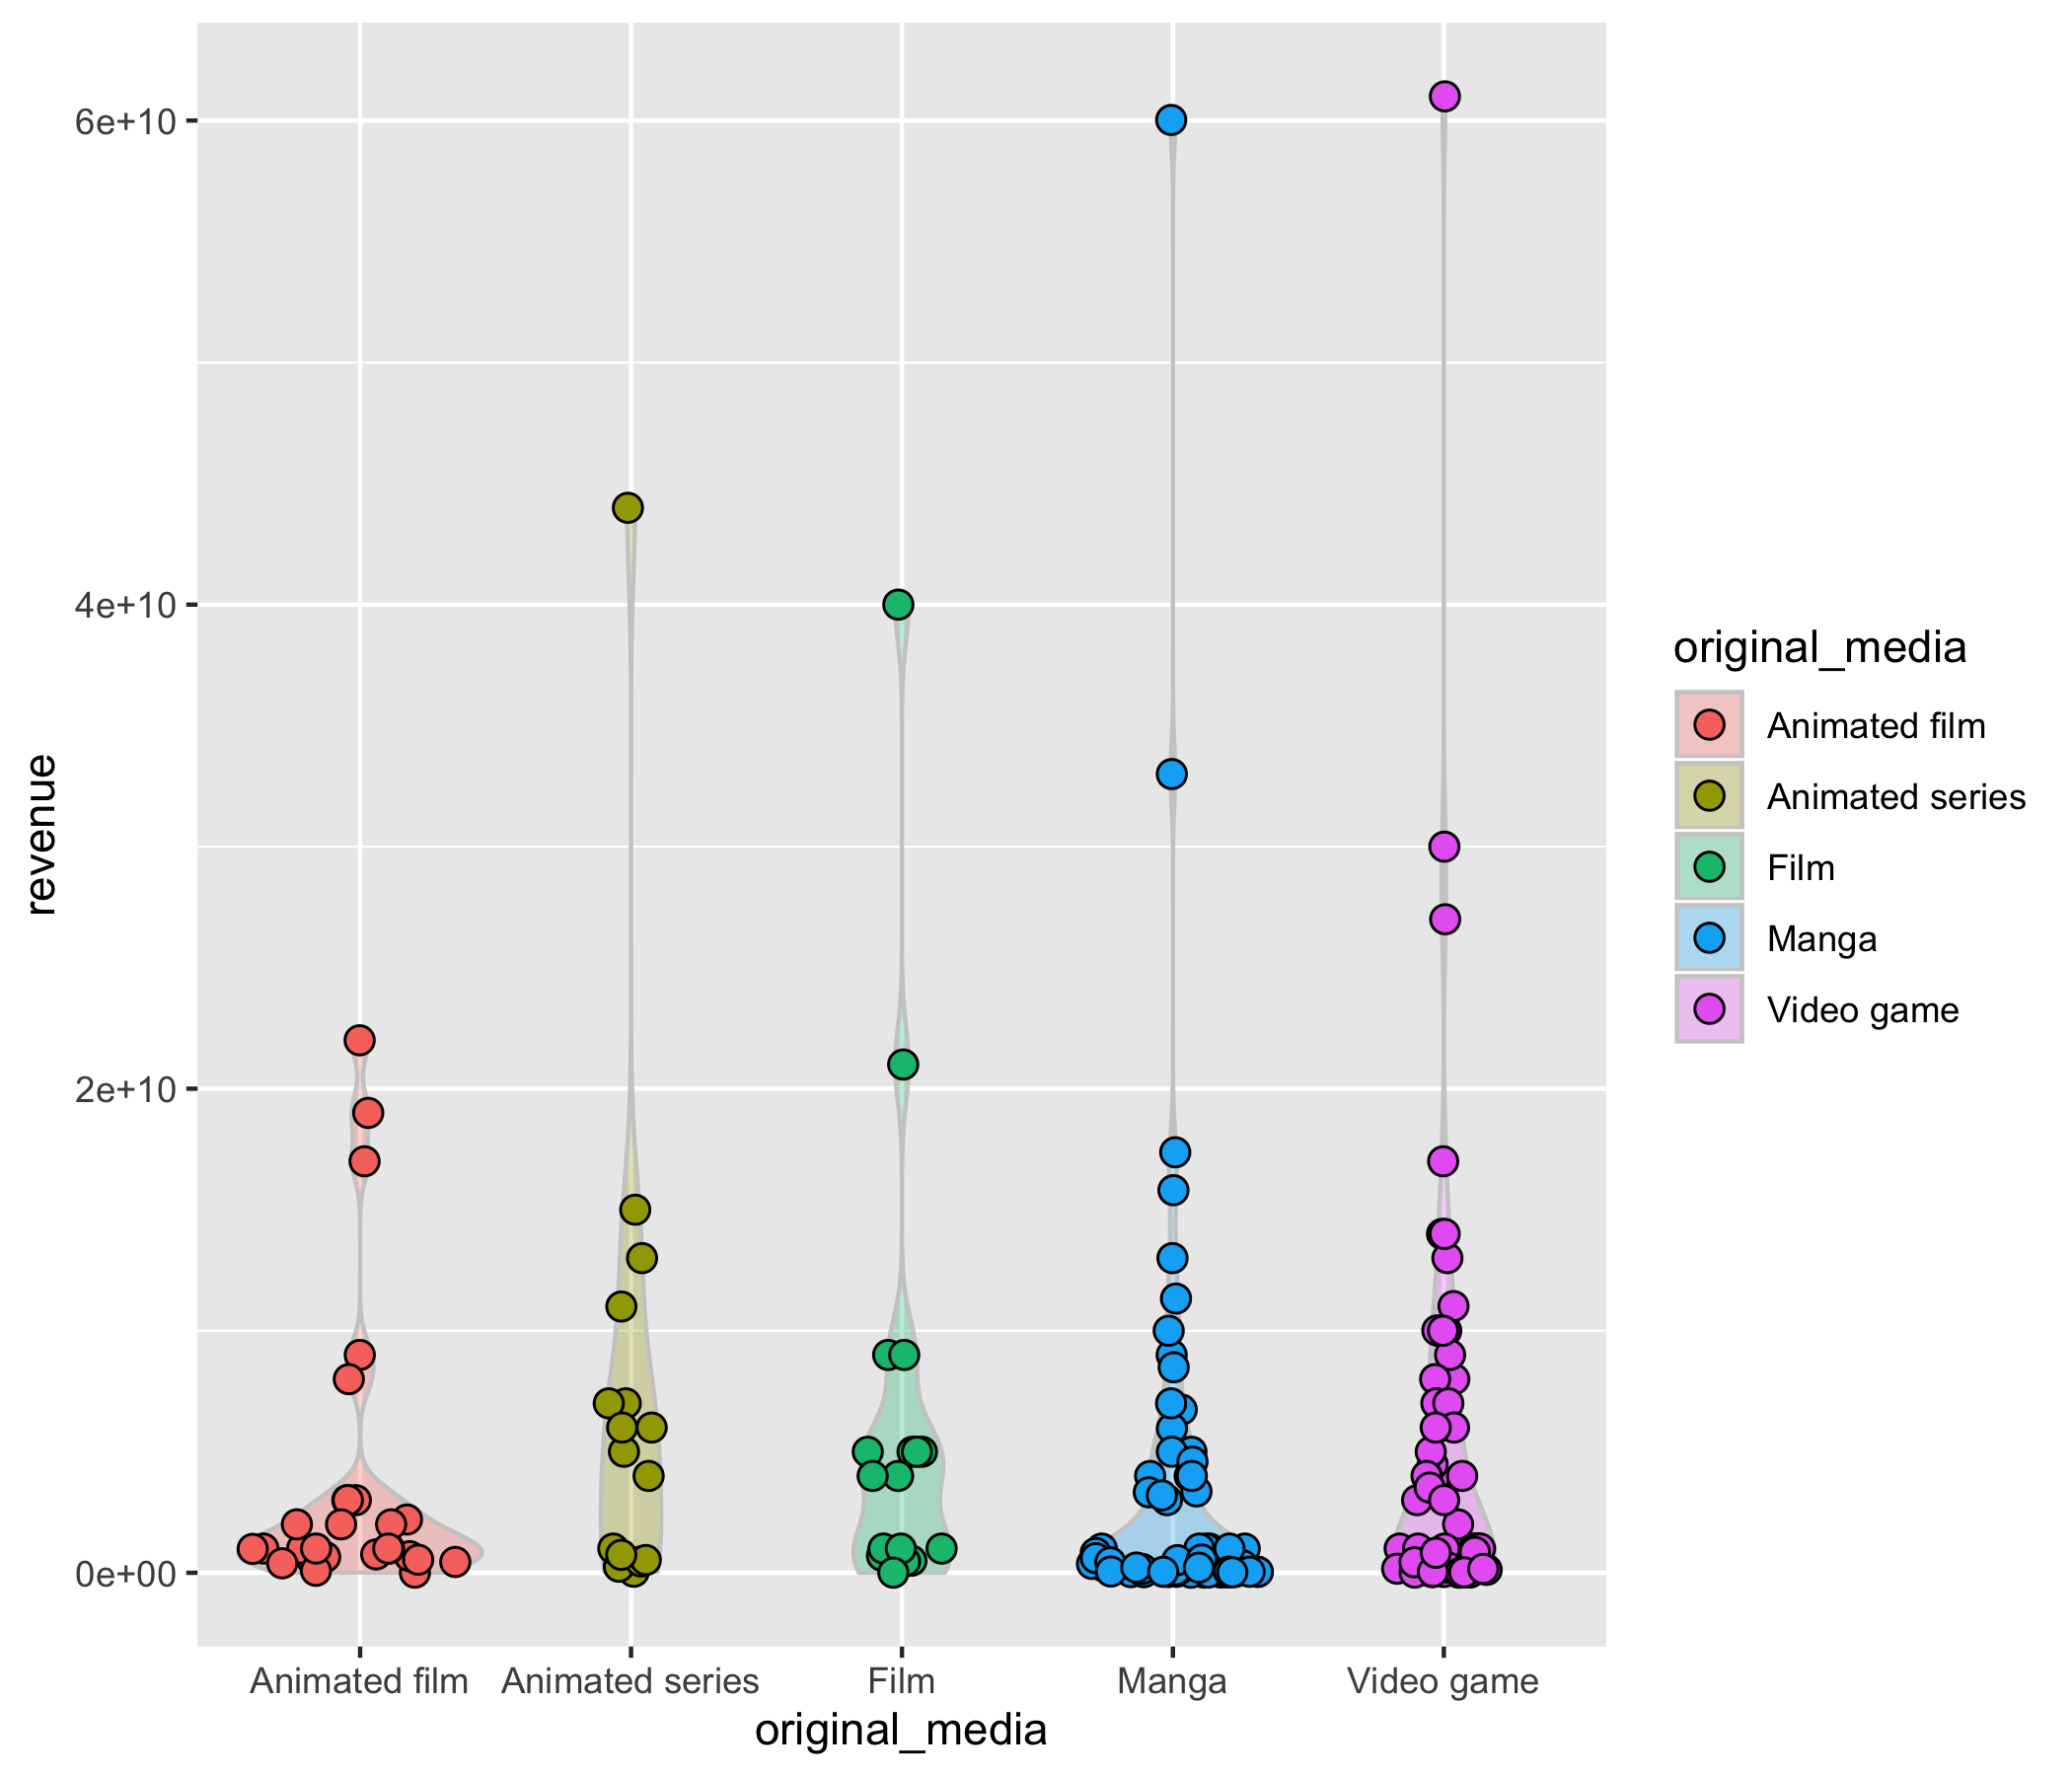 6e+10
4e+10
2e+10
0e+00
revenue
Animated film
Animated series
Film
Manga
Video game
original_media
original_media
Animated film
Animated series
Film
Manga
Video game